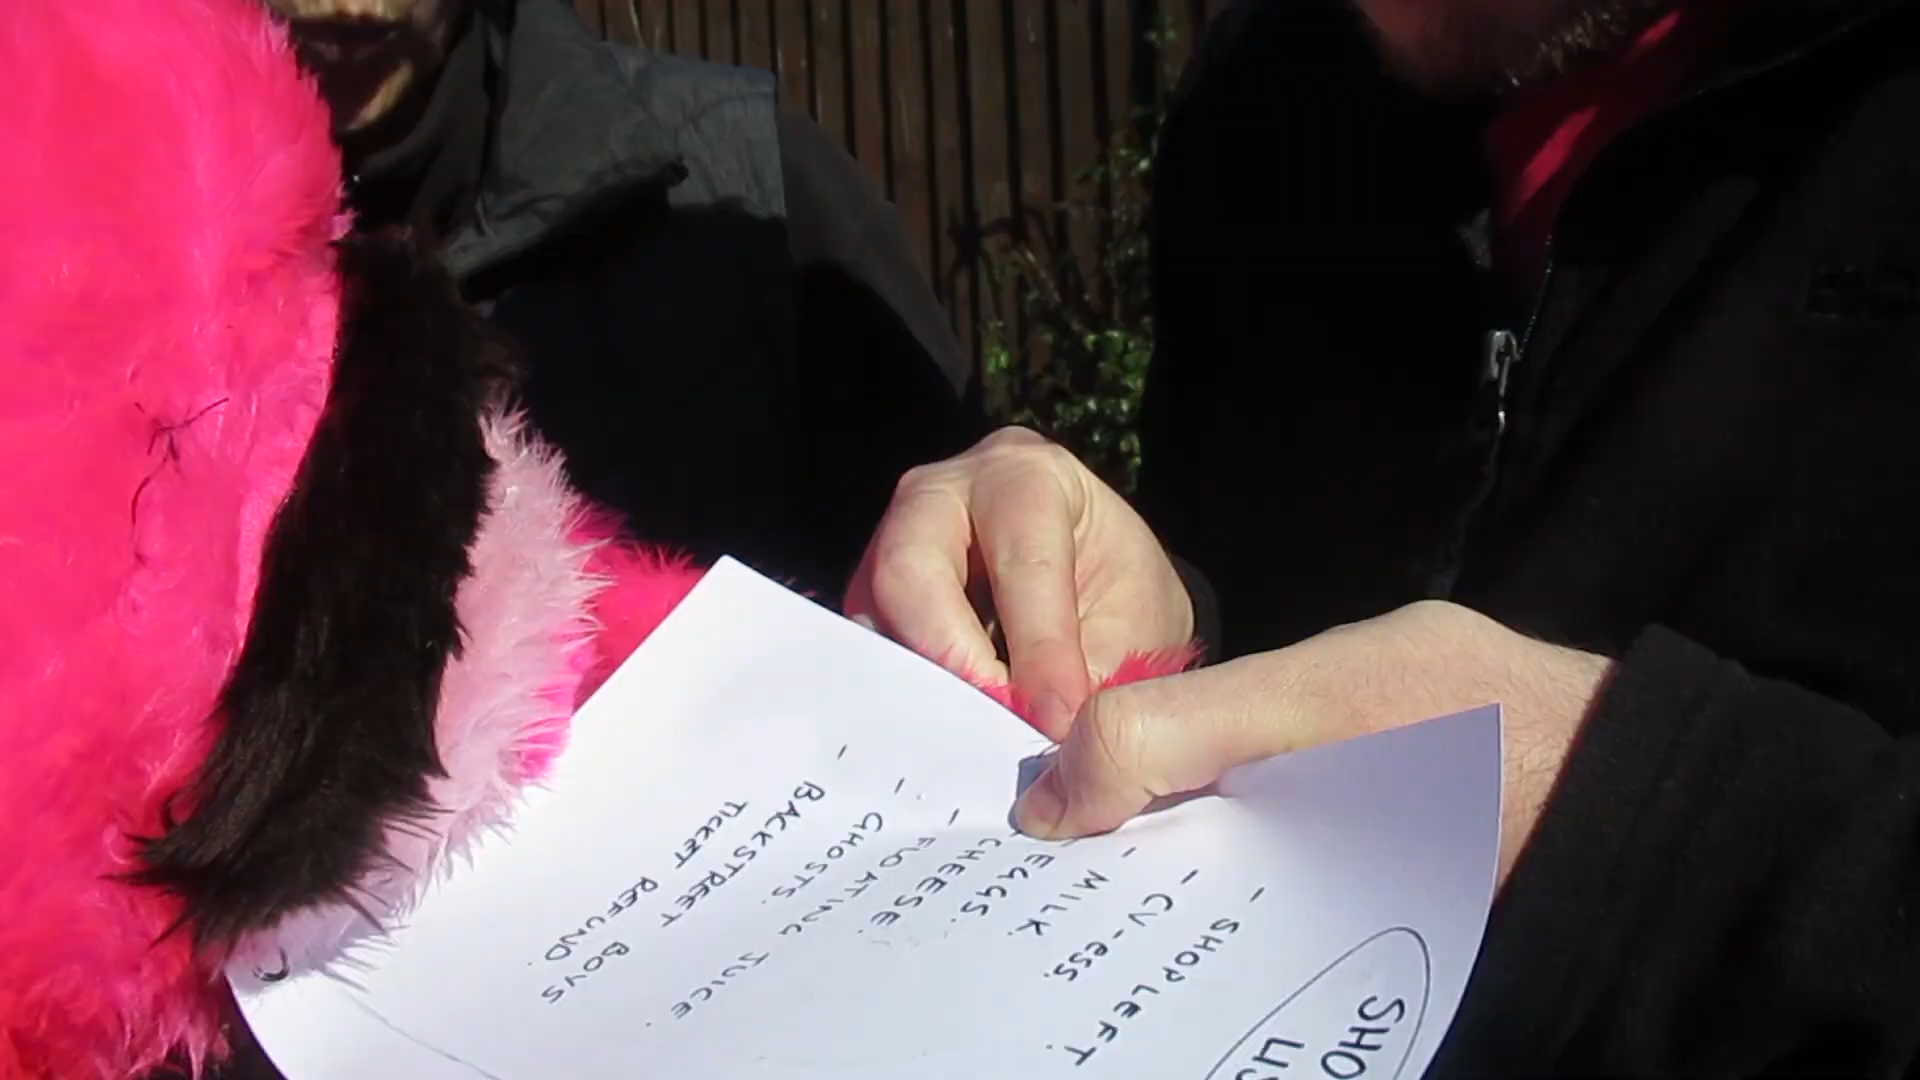 SHO
LIS
- SHOPLEFT.
- CV-ESS.
- MILK.
EGGS.
CHEESE.
- FLOATING JUICE.
- GHOSTS.
- BACKSTREET BOYS
TICKET REFUND.